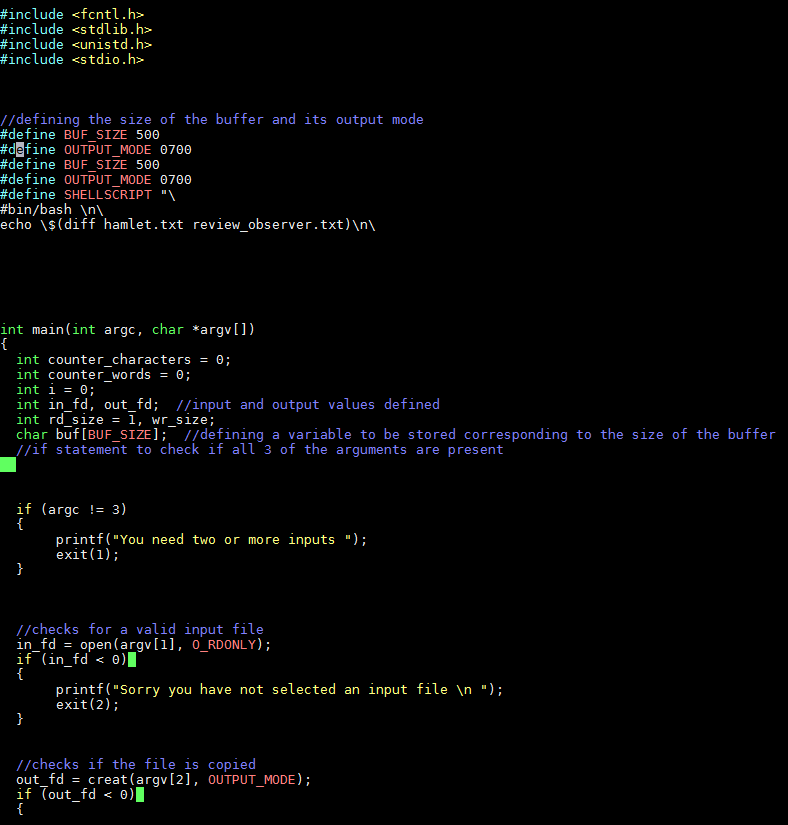 #include <fcntl.h>
#include <stdlib.h>
#include <unistd.h>
#include <stdio.h>
//defining the size of the buffer and its output mode
#define BUF_SIZE 500
#define OUTPUT_MODE 0700
#define BUF_SIZE 500
#define OUTPUT_MODE 0700
#define SHELLSCRIPT "\
#bin/bash \n\
echo \$(diff hamlet.txt review_observer.txt)\n\
int main(int argc, char *argv[])
{
  int counter_characters = 0;
  int counter_words = 0;
  int i = 0;
  int in_fd, out_fd;  //input and output values defined
  int rd_size = 1, wr_size;
  char buf[BUF_SIZE];  //defining a variable to be stored corresponding to the size of the buffer
  //if statement to check if all 3 of the arguments are present
  if (argc != 3)
  {
       printf("You need two or more inputs ");
       exit(1);
  }
  //checks for a valid input file
  in_fd = open(argv[1], O_RDONLY);
  if (in_fd < 0)
  {
       printf("Sorry you have not selected an input file \n ");
       exit(2);
  }
  //checks if the file is copied
  out_fd = creat(argv[2], OUTPUT_MODE);
  if (out_fd < 0)
  {